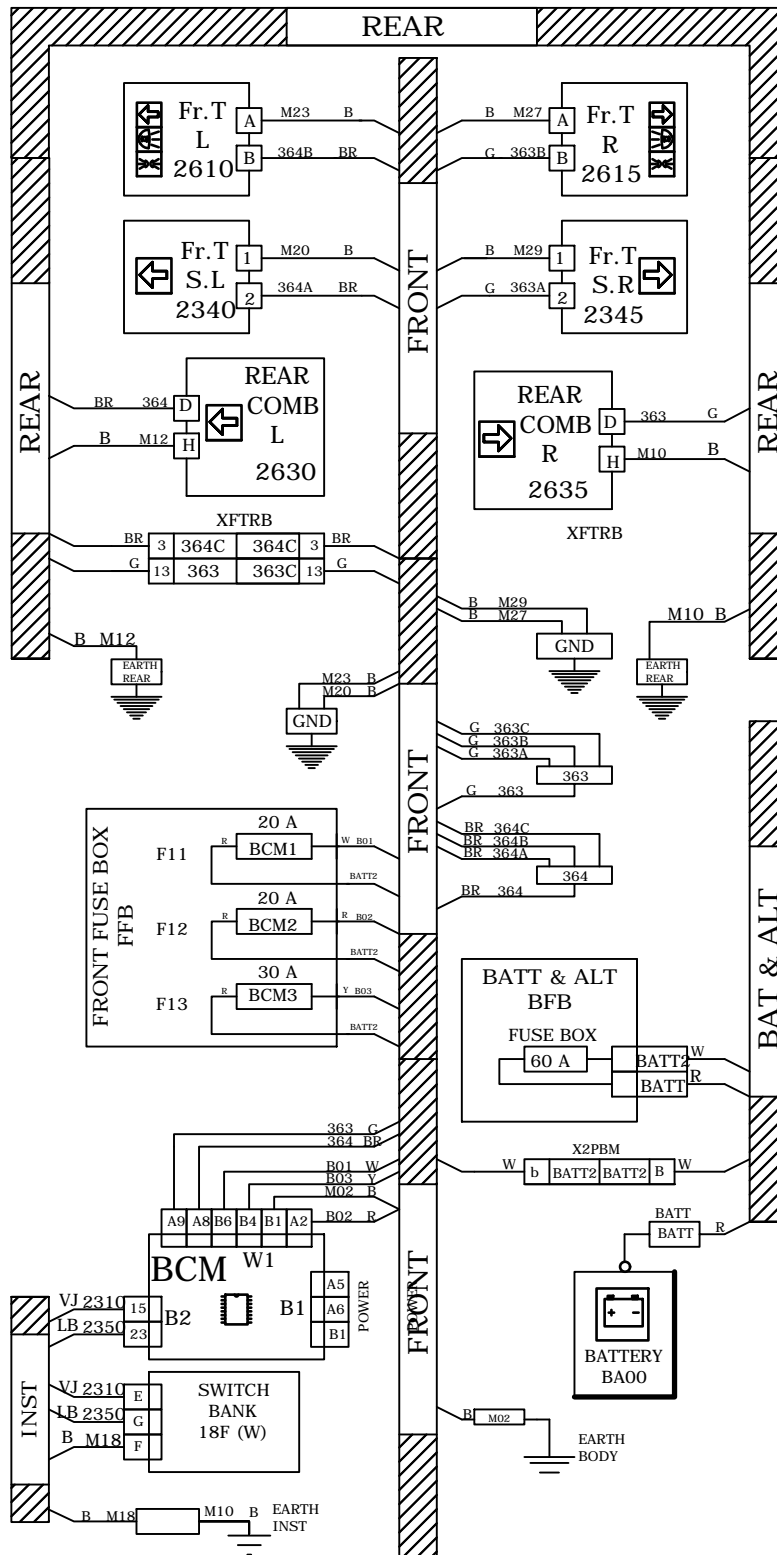 REAR
Fr.T
L
2610
A M23 B
B 364B BR
B M27 A
G 363B B
Fr.T
R
2615
Fr.T
S.L
2340
1 M20 B
2 364A BR
B M29 1
G 363A 2
Fr.T
S.R
2345
FRONT
REAR
BR 364 D
B M12 H
REAR
COMB
L
2630
REAR
COMB
R
2635
D 363 G
H M10 B
REAR
XFTRB
XFTRB
BR 3 364C 364C 3 BR
G 13 363 363C 13 G
B M12
EARTH
REAR
B M29
B M27
GND
M10 B
EARTH
REAR
M23 B
M20 B
GND
FRONT
G 363C
G 363B
G 363A
363
G 363
BR 364C
BR 364B
BR 364A
364
BR 364
FRONT FUSE BOX
FFB
20 A
F11 R BCM1 W B01
BATT2
20 A
F12 R BCM2 R B02
BATT2
30 A
F13 R BCM3 Y B03
BATT2
BATT & ALT
BFB
FUSE BOX
60 A BATT2 W
BATT R
BAT & ALT
363 G
364 BR
B01 W
B03 Y
M02 B
B02 R
A9 A8 B6 B4 B1 A2
X2PBM
W b BATT2 BATT2 B W
BATT
BATT R
BCM
W1
B2
B1
A5
A6
B1
POWER
POWER
FRONT
VJ 2310 15
LB 2350 23
+ -
BATTERY
BA00
INST
VJ 2310 E
LB 2350 G
B M18 F
SWITCH
BANK
18F (W)
B M02
EARTH
BODY
B M18 M10 B
EARTH
INST